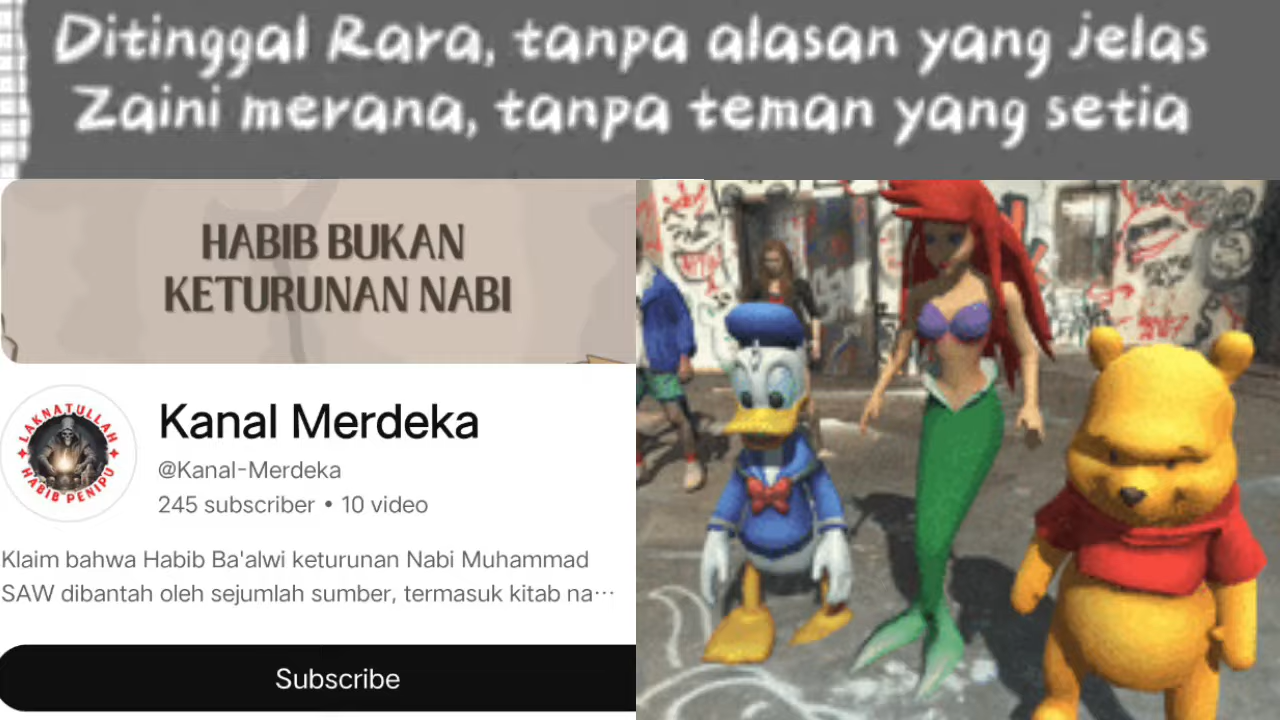 Ditinggal Rara, tanpa alasan yang jelas
Zaini merana, tanpa teman yang setia
HABIB BUKAN
KETURUNAN NABI
LAKNATULLAH
HABIB PENIPU
Kanal Merdeka
@Kanal-Merdeka
245 subscriber • 10 video
Klaim bahwa Habib Ba'alwi keturunan Nabi Muhammad
SAW dibantah oleh sejumlah sumber, termasuk kitab na…
Subscribe